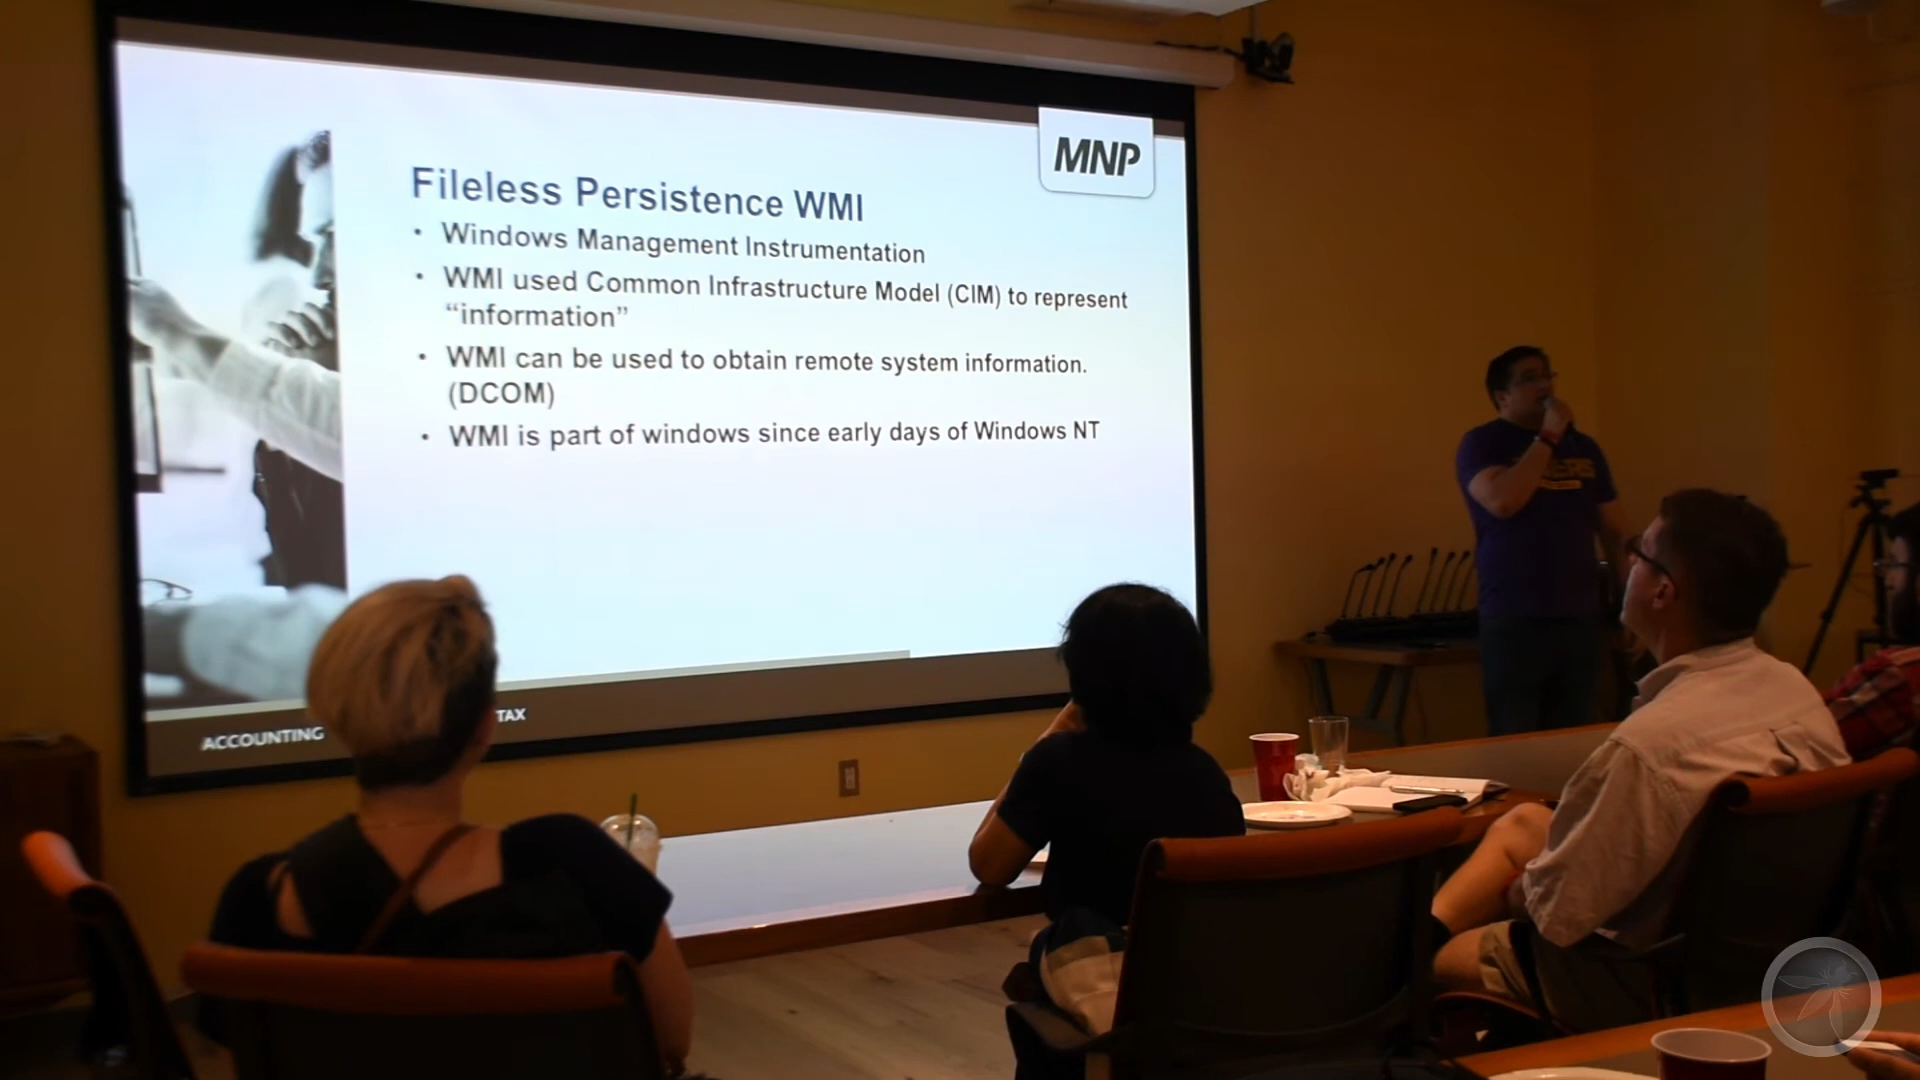 MNP
Fileless Persistence WMI
• Windows Management Instrumentation
• WMI used Common Infrastructure Model (CIM) to represent
“information”
• WMI can be used to obtain remote system information.
(DCOM)
• WMI is part of windows since early days of Windows NT
ACCOUNTING
TAX